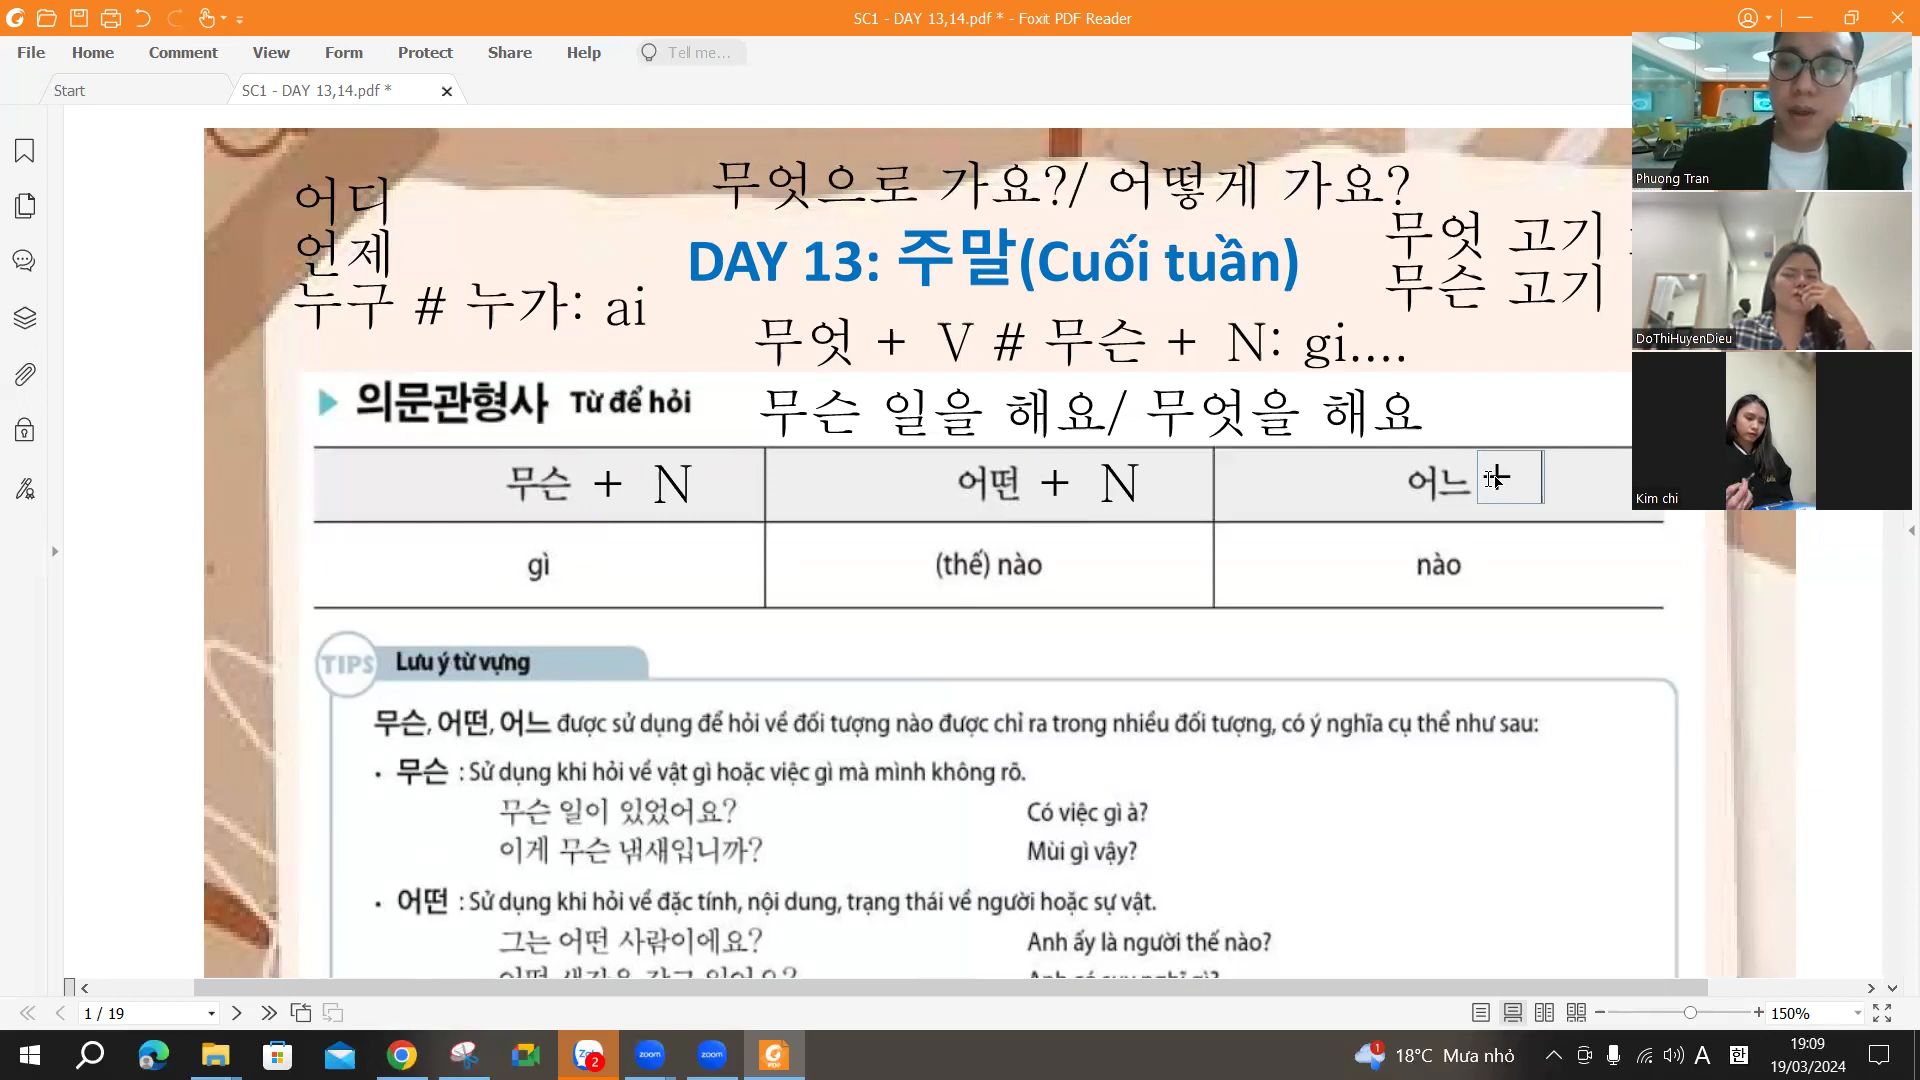 SC1 - DAY 13,14.pdf * - Foxit PDF Reader
File Home Comment View Form Protect Share Help Tell me...
Start
SC1 - DAY 13,14.pdf *
어디
언제
누구 # 누가: ai
무엇으로 가요?/ 어떻게 가요?
무엇 고기
무슨 고기
DAY 13: 주말(Cuối tuần)
무엇 + V # 무슨 + N: gi....
의문관형사 Từ để hỏi
무슨 일을 해요/ 무엇을 해요
무슨 + N
어떤 + N
어느 +
gì
(thế) nào
nào
TIPS Lưu ý từ vựng
무슨, 어떤, 어느 được sử dụng để hỏi về đối tượng nào được chỉ ra trong nhiều đối tượng, có ý nghĩa cụ thể như sau:
• 무슨 : Sử dụng khi hỏi về vật gì hoặc việc gì mà mình không rõ.
무슨 일이 있었어요? Có việc gì à?
이게 무슨 냄새입니까? Mùi gì vậy?
• 어떤 : Sử dụng khi hỏi về đặc tính, nội dung, trạng thái về người hoặc sự vật.
그는 어떤 사람이에요? Anh ấy là người thế nào?
Phuong Tran
DoThiHuyenDieu
Kim chi
1 / 19
150%
zoom
zoom
2
1
18°C Mưa nhỏ
A
한
19:09
19/03/2024